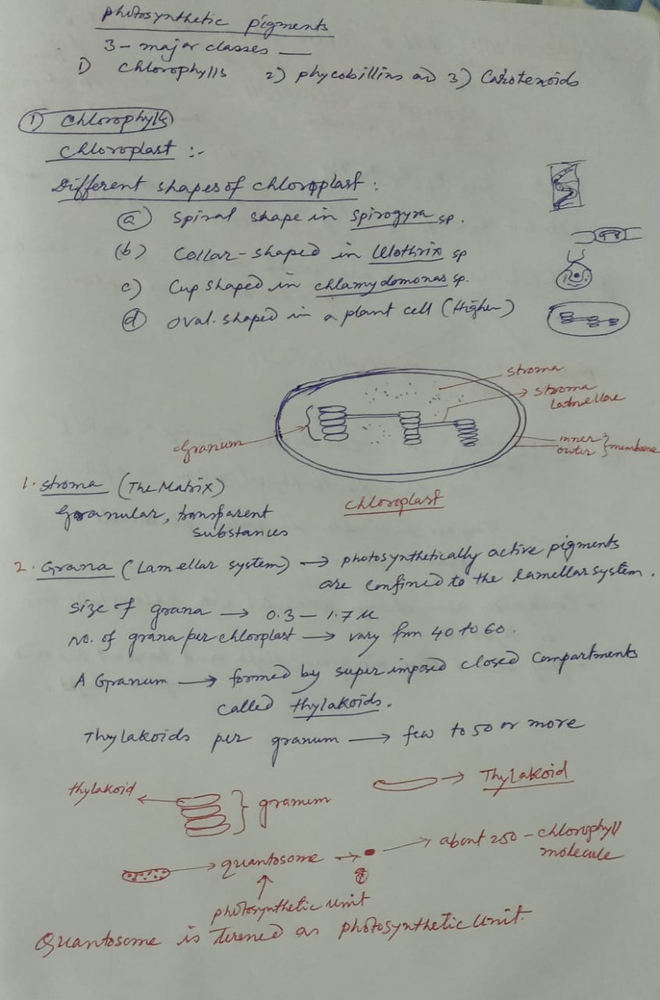 photosynthetic pigments
3- major classes —
1) Chlorophylls 2) phycobillins and 3) Carotenoids
① Chlorophylls
Chloroplast :-
Different shapes of chloroplast :
ⓐ Spiral shape in Spirogyra sp.
(b) Collar-shaped in Ulothrix sp
c) Cup shaped in chlamydomonas sp.
ⓓ oval-shaped in a plant cell (Higher)
stroma
stroma
Lamellae
Granum
inner
outer } membrane
Chloroplast
1. Stroma (The Matrix)
granular, transparent
substances
2. Grana (Lamellar system) → photosynthetically active pigments
are confined to the lamellar system.
Size of grana → 0.3 – 1.7 μ
No. of grana per chloroplast → vary from 40 to 60.
A Granum → formed by super imposed closed compartments
called thylakoids.
Thylakoids per granum → few to 50 or more
thylakoid
} granum
→ Thylakoid
→ quantosome → → about 250 - chlorophyll
molecule
↑
photosynthetic unit
Quantosome is termed as photosynthetic unit.